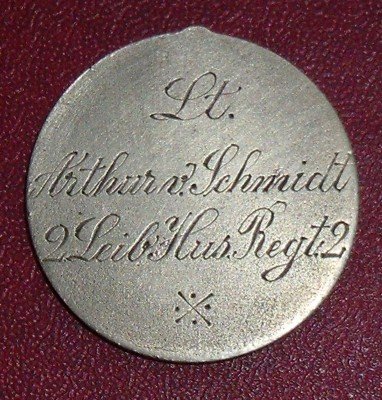 Lt.
Arthur v. Schmidt
2 Leib. Hus. Regt. 2